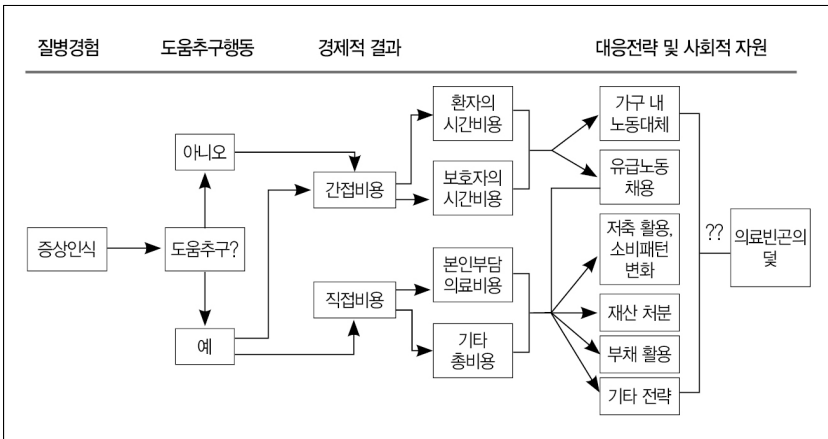 질병경험
도움추구행동
경제적 결과
대응전략 및 사회적 자원
증상인식
아니오
도움추구?
예
간접비용
직접비용
환자의
시간비용
보호자의
시간비용
본인부담
의료비용
기타
총비용
가구 내
노동대체
유급노동
채용
저축 활용,
소비패턴
변화
재산 처분
부채 활용
기타 전략
??
의료빈곤의
덫